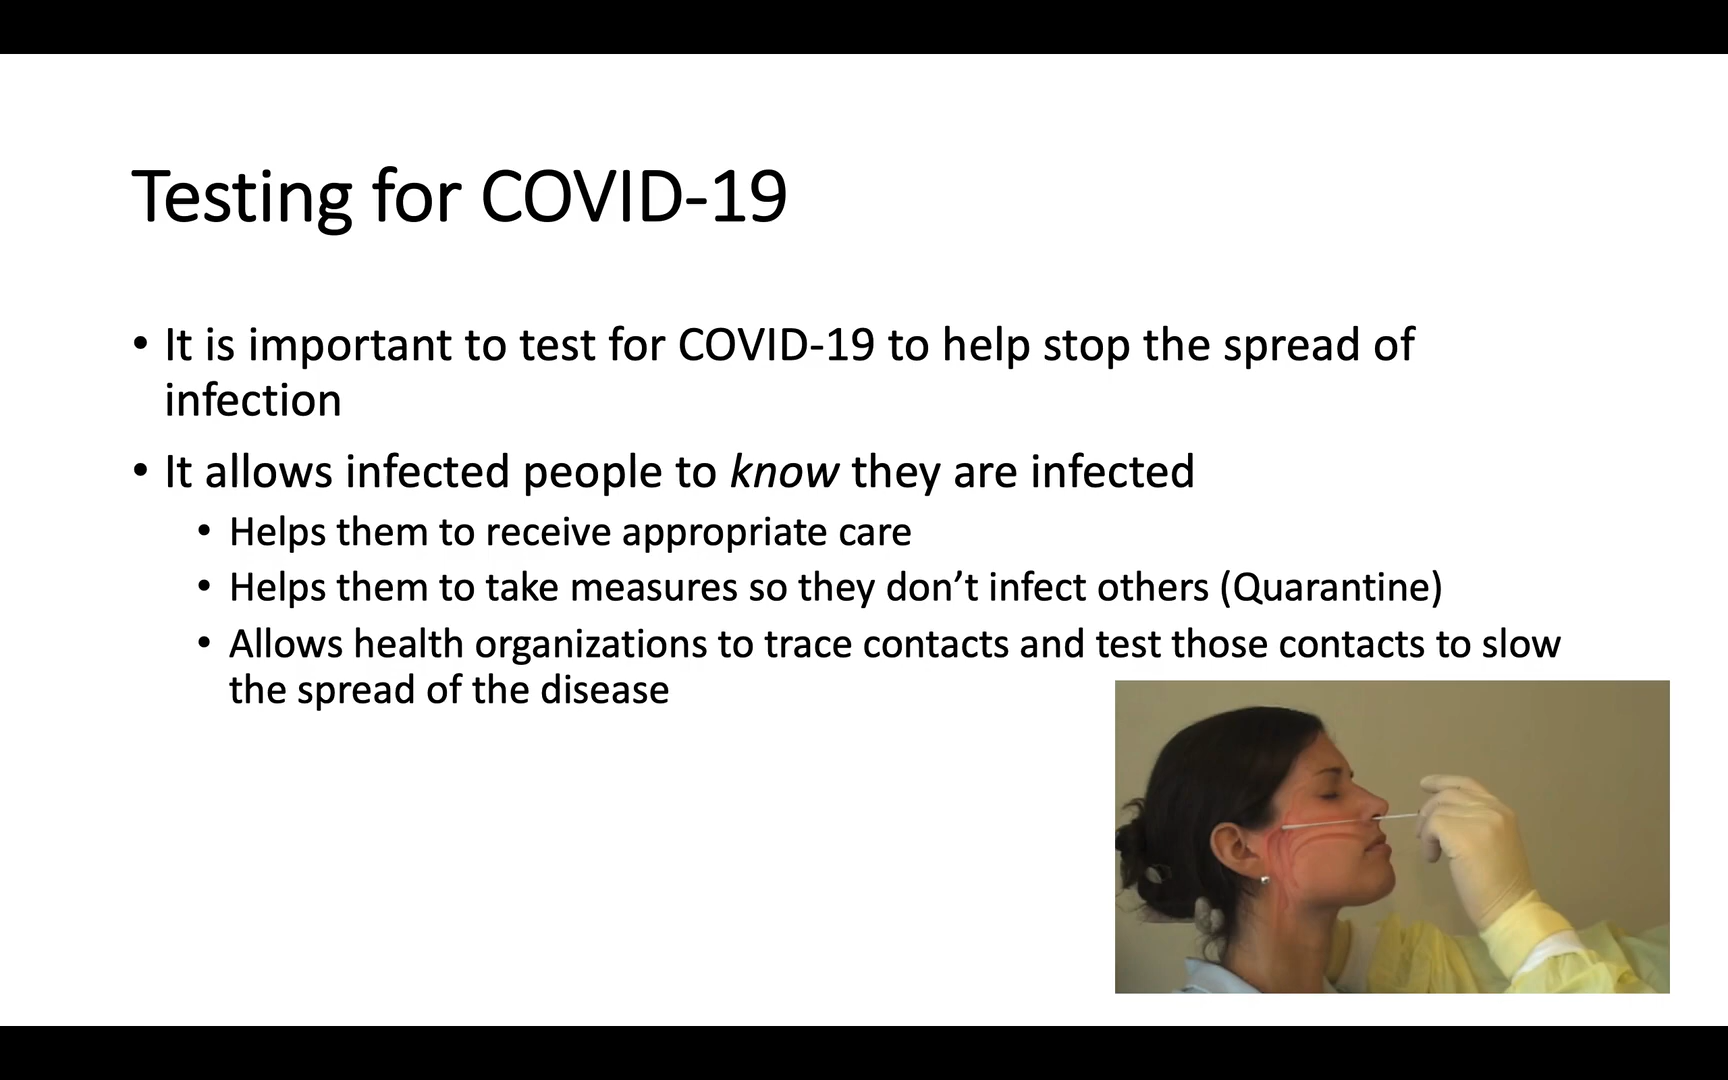 Testing for COVID-19
• It is important to test for COVID-19 to help stop the spread of
infection
• It allows infected people to know they are infected
• Helps them to receive appropriate care
• Helps them to take measures so they don’t infect others (Quarantine)
• Allows health organizations to trace contacts and test those contacts to slow
the spread of the disease